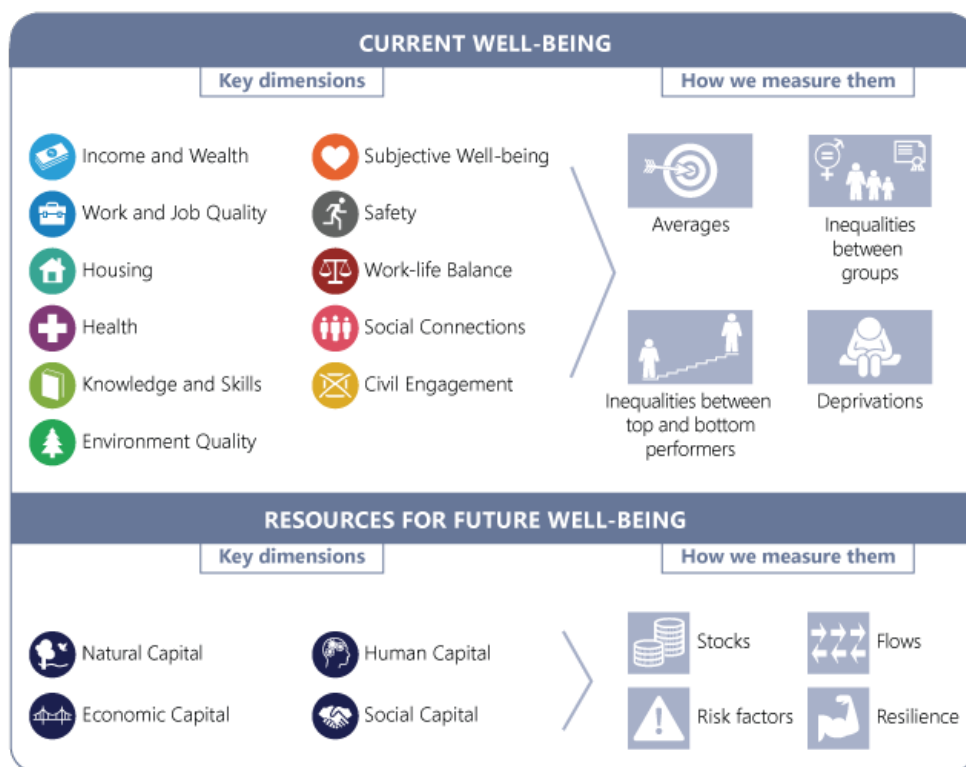 CURRENT WELL-BEING
Key dimensions
How we measure them
Income and Wealth
Work and Job Quality
Housing
Health
Knowledge and Skills
Environment Quality
Subjective Well-being
Safety
Work-life Balance
Social Connections
Civil Engagement
Averages
Inequalities
between
groups
Inequalities between
top and bottom
performers
Deprivations
RESOURCES FOR FUTURE WELL-BEING
Key dimensions
How we measure them
Natural Capital
Economic Capital
Human Capital
Social Capital
Stocks
Flows
Risk factors
Resilience